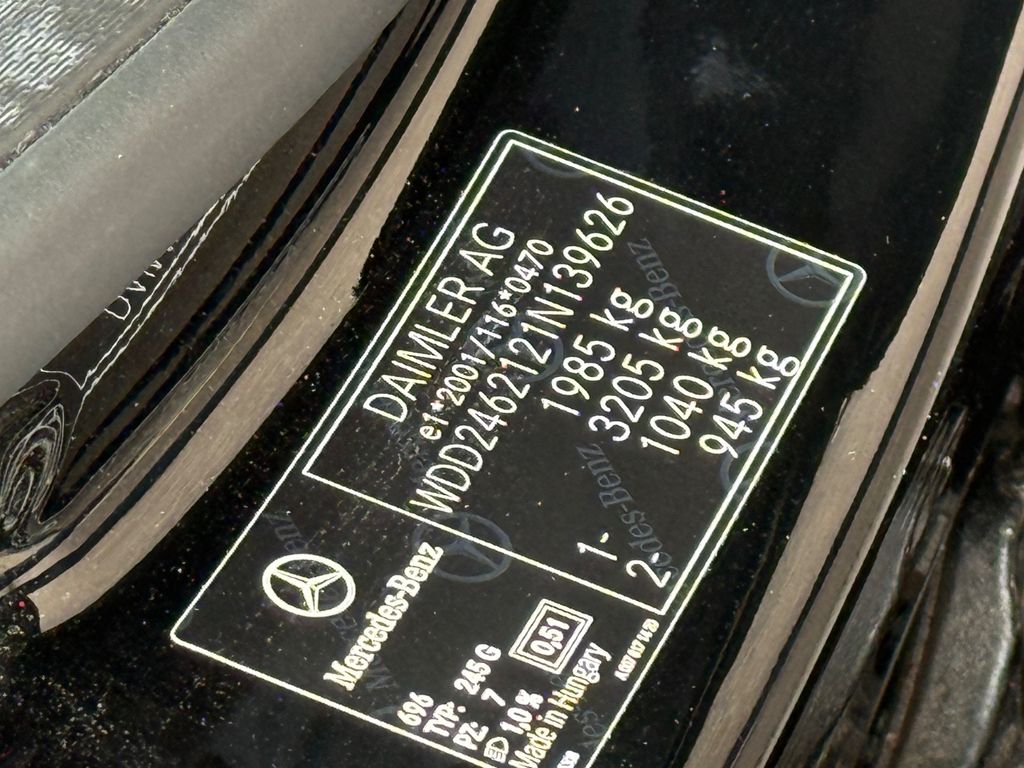 DAIMLER AG
e1*2001/116*0470
WDD2462121N139626
1985 kg
3205 kg
1- 1040 kg
2- 945 kg
Mercedes-Benz
696
TYP: 245 G
PZ: 7
1,0 %
0,51
Made in Hungary